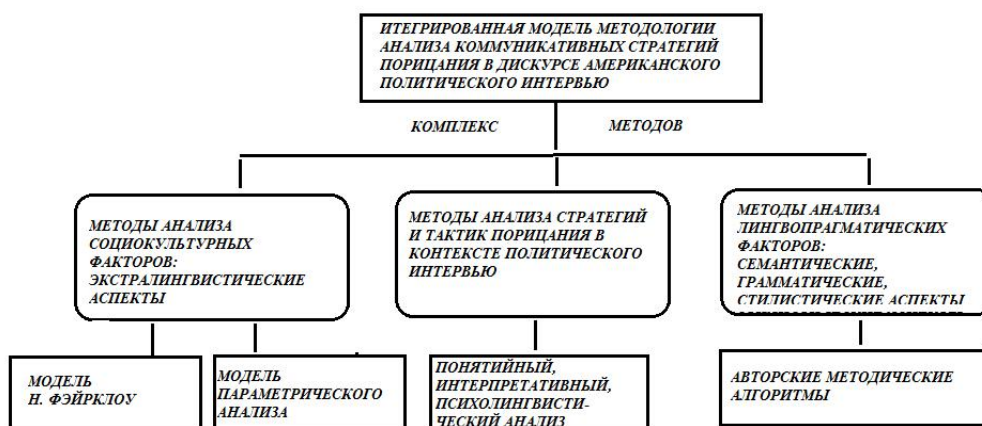 ИТЕГРИРОВАННАЯ МОДЕЛЬ МЕТОДОЛОГИИ
АНАЛИЗА КОММУНИКАТИВНЫХ СТРАТЕГИЙ
ПОРИЦАНИЯ В ДИСКУРСЕ АМЕРИКАНСКОГО
ПОЛИТИЧЕСКОГО ИНТЕРВЬЮ
КОМПЛЕКС МЕТОДОВ
МЕТОДЫ АНАЛИЗА
СОЦИОКУЛЬТУРНЫХ
ФАКТОРОВ:
ЭКСТРАЛИНГВИСТИЧЕСКИЕ
АСПЕКТЫ
МЕТОДЫ АНАЛИЗА СТРАТЕГИЙ
И ТАКТИК ПОРИЦАНИЯ В
КОНТЕКСТЕ ПОЛИТИЧЕСКОГО
ИНТЕРВЬЮ
МЕТОДЫ АНАЛИЗА
ЛИНГВОПРАГМАТИЧЕСКИХ
ФАКТОРОВ:
СЕМАНТИЧЕСКИЕ,
ГРАММАТИЧЕСКИЕ,
СТИЛИСТИЧЕСКИЕ АСПЕКТЫ
МОДЕЛЬ
Н. ФЭЙРКЛОУ
МОДЕЛЬ
ПАРАМЕТРИЧЕСКОГО
АНАЛИЗА
ПОНЯТИЙНЫЙ,
ИНТЕРПРЕТАТИВНЫЙ,
ПСИХОЛИНГВИСТИ-
ЧЕСКИЙ АНАЛИЗ
АВТОРСКИЕ МЕТОДИЧЕСКИЕ
АЛГОРИТМЫ